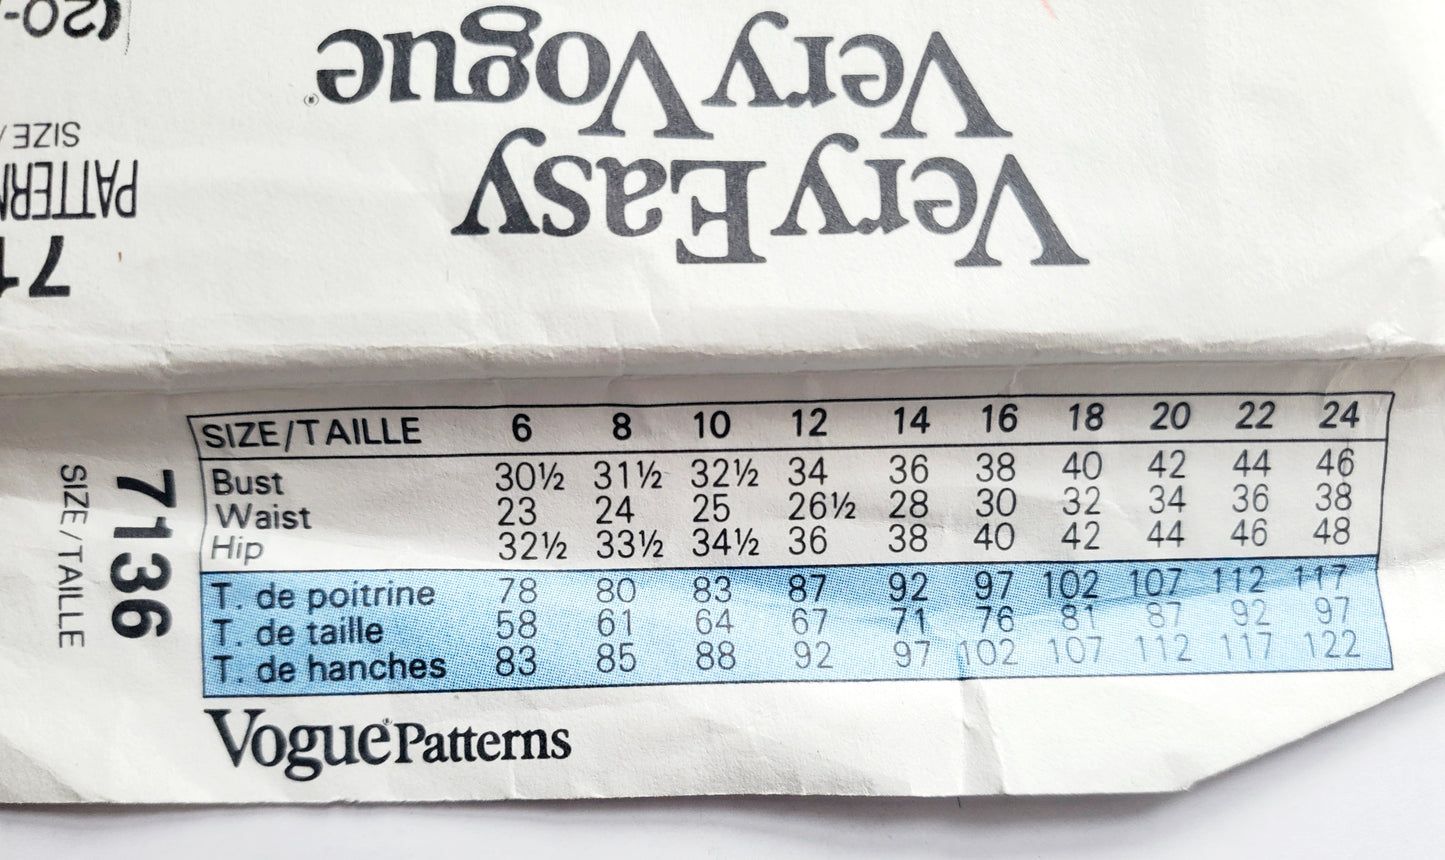 (20-
SIZE/
PATTERN
71
Very Easy
Very Vogue®
7136
SIZE/TAILLE
SIZE/TAILLE 6 8 10 12 14 16 18 20 22 24
Bust 30½ 31½ 32½ 34 36 38 40 42 44 46
Waist 23 24 25 26½ 28 30 32 34 36 38
Hip 32½ 33½ 34½ 36 38 40 42 44 46 48
T. de poitrine 78 80 83 87 92 97 102 107 112 117
T. de taille 58 61 64 67 71 76 81 87 92 97
T. de hanches 83 85 88 92 97 102 107 112 117 122
Vogue® Patterns